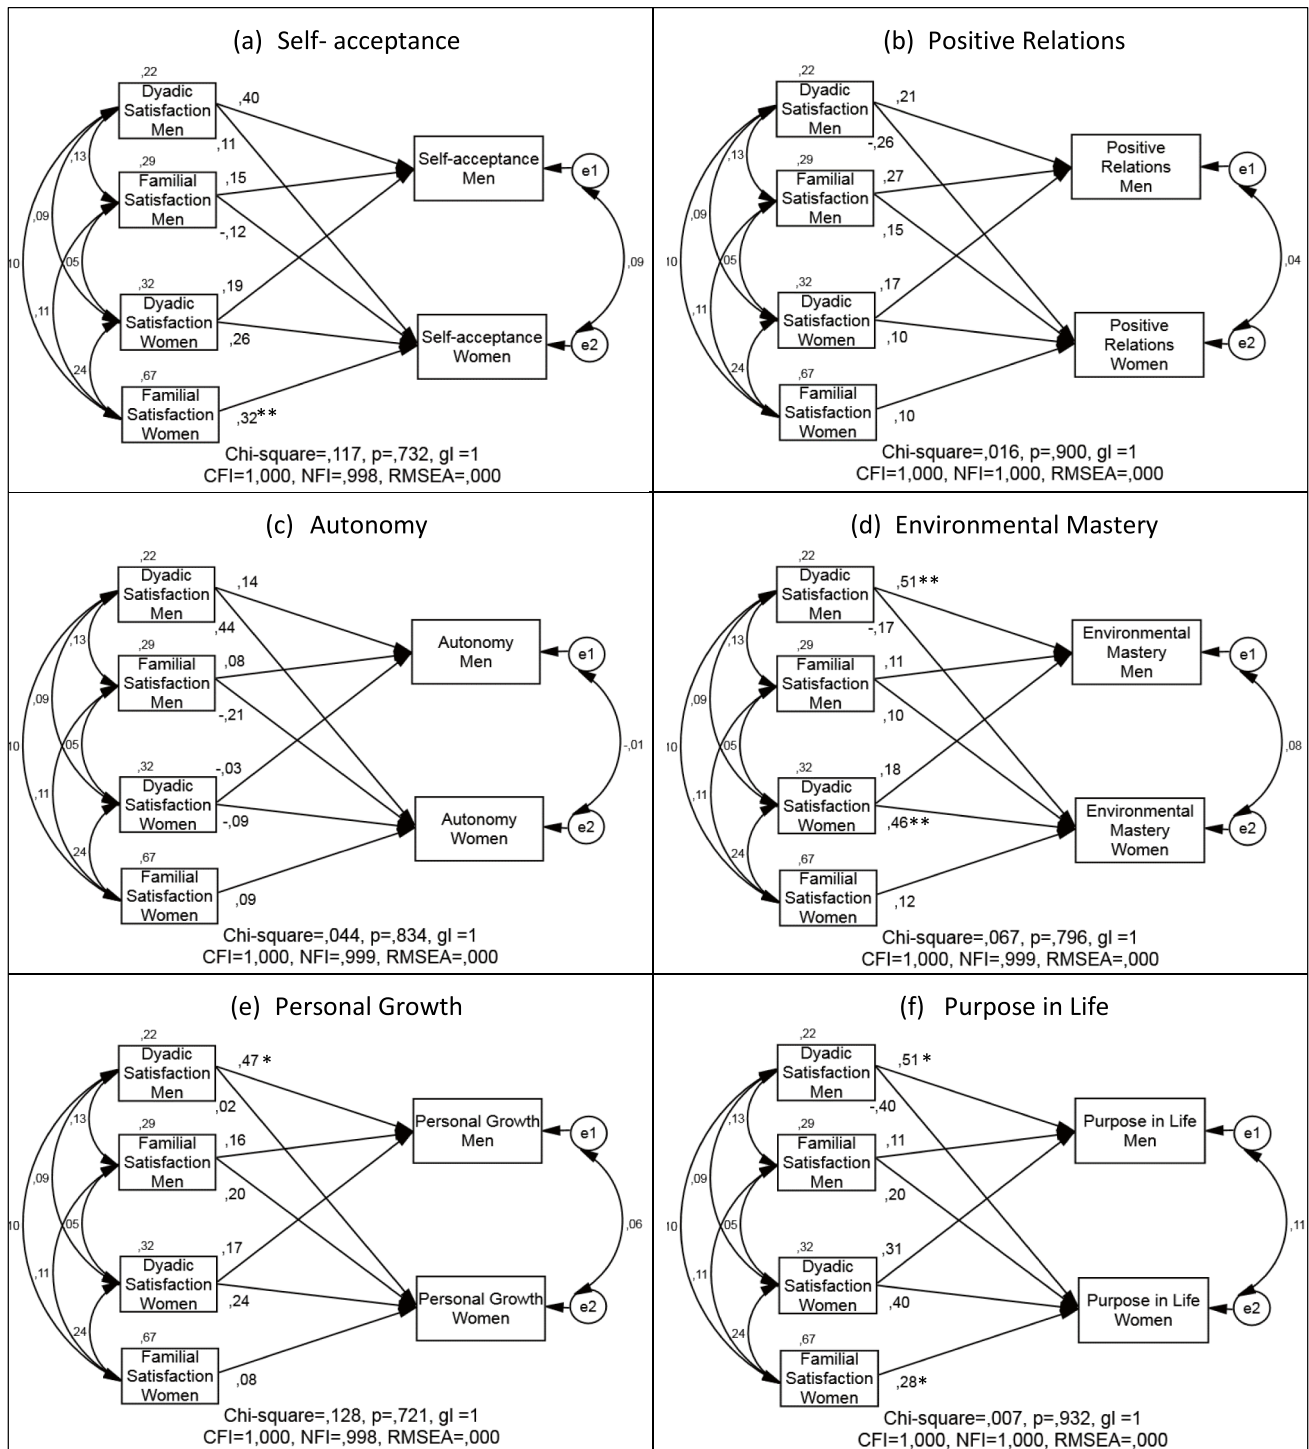 (a) Self- acceptance
,22
Dyadic
Satisfaction
Men
,40
,11
,13
,29
Familial
Satisfaction
Men
,15
-,12
,09
,05
10
,11
,32
Dyadic
Satisfaction
Women
,19
,26
,24
,67
Familial
Satisfaction
Women
,32**
Self-acceptance
Men
e1
,09
Self-acceptance
Women
e2
Chi-square=,117, p=,732, gl =1
CFI=1,000, NFI=,998, RMSEA=,000
(b) Positive Relations
,22
Dyadic
Satisfaction
Men
,21
-,26
,13
,29
Familial
Satisfaction
Men
,27
,15
,09
,05
10
,11
,32
Dyadic
Satisfaction
Women
,17
,10
,24
,67
Familial
Satisfaction
Women
,10
Positive
Relations
Men
e1
,04
Positive
Relations
Women
e2
Chi-square=,016, p=,900, gl =1
CFI=1,000, NFI=1,000, RMSEA=,000
(c) Autonomy
,22
Dyadic
Satisfaction
Men
,14
,44
,13
,29
Familial
Satisfaction
Men
,08
-,21
,09
,05
10
,11
,32
Dyadic
Satisfaction
Women
-,03
-,09
,24
,67
Familial
Satisfaction
Women
,09
Autonomy
Men
e1
-,01
Autonomy
Women
e2
Chi-square=,044, p=,834, gl =1
CFI=1,000, NFI=,999, RMSEA=,000
(d) Environmental Mastery
,22
Dyadic
Satisfaction
Men
,51**
-,17
,13
,29
Familial
Satisfaction
Men
,11
,10
,09
,05
10
,11
,32
Dyadic
Satisfaction
Women
,18
,46**
,24
,67
Familial
Satisfaction
Women
,12
Environmental
Mastery
Men
e1
,08
Environmental
Mastery
Women
e2
Chi-square=,067, p=,796, gl =1
CFI=1,000, NFI=,999, RMSEA=,000
(e) Personal Growth
,22
Dyadic
Satisfaction
Men
,47*
,02
,13
,29
Familial
Satisfaction
Men
,16
,20
,09
,05
10
,11
,32
Dyadic
Satisfaction
Women
,17
,24
,24
,67
Familial
Satisfaction
Women
,08
Personal Growth
Men
e1
,06
Personal Growth
Women
e2
Chi-square=,128, p=,721, gl =1
CFI=1,000, NFI=,998, RMSEA=,000
(f) Purpose in Life
,22
Dyadic
Satisfaction
Men
,51*
-,40
,13
,29
Familial
Satisfaction
Men
,11
,20
,09
,05
10
,11
,32
Dyadic
Satisfaction
Women
,31
,40
,24
,67
Familial
Satisfaction
Women
,28*
Purpose in Life
Men
e1
,11
Purpose in Life
Women
e2
Chi-square=,007, p=,932, gl =1
CFI=1,000, NFI=1,000, RMSEA=,000